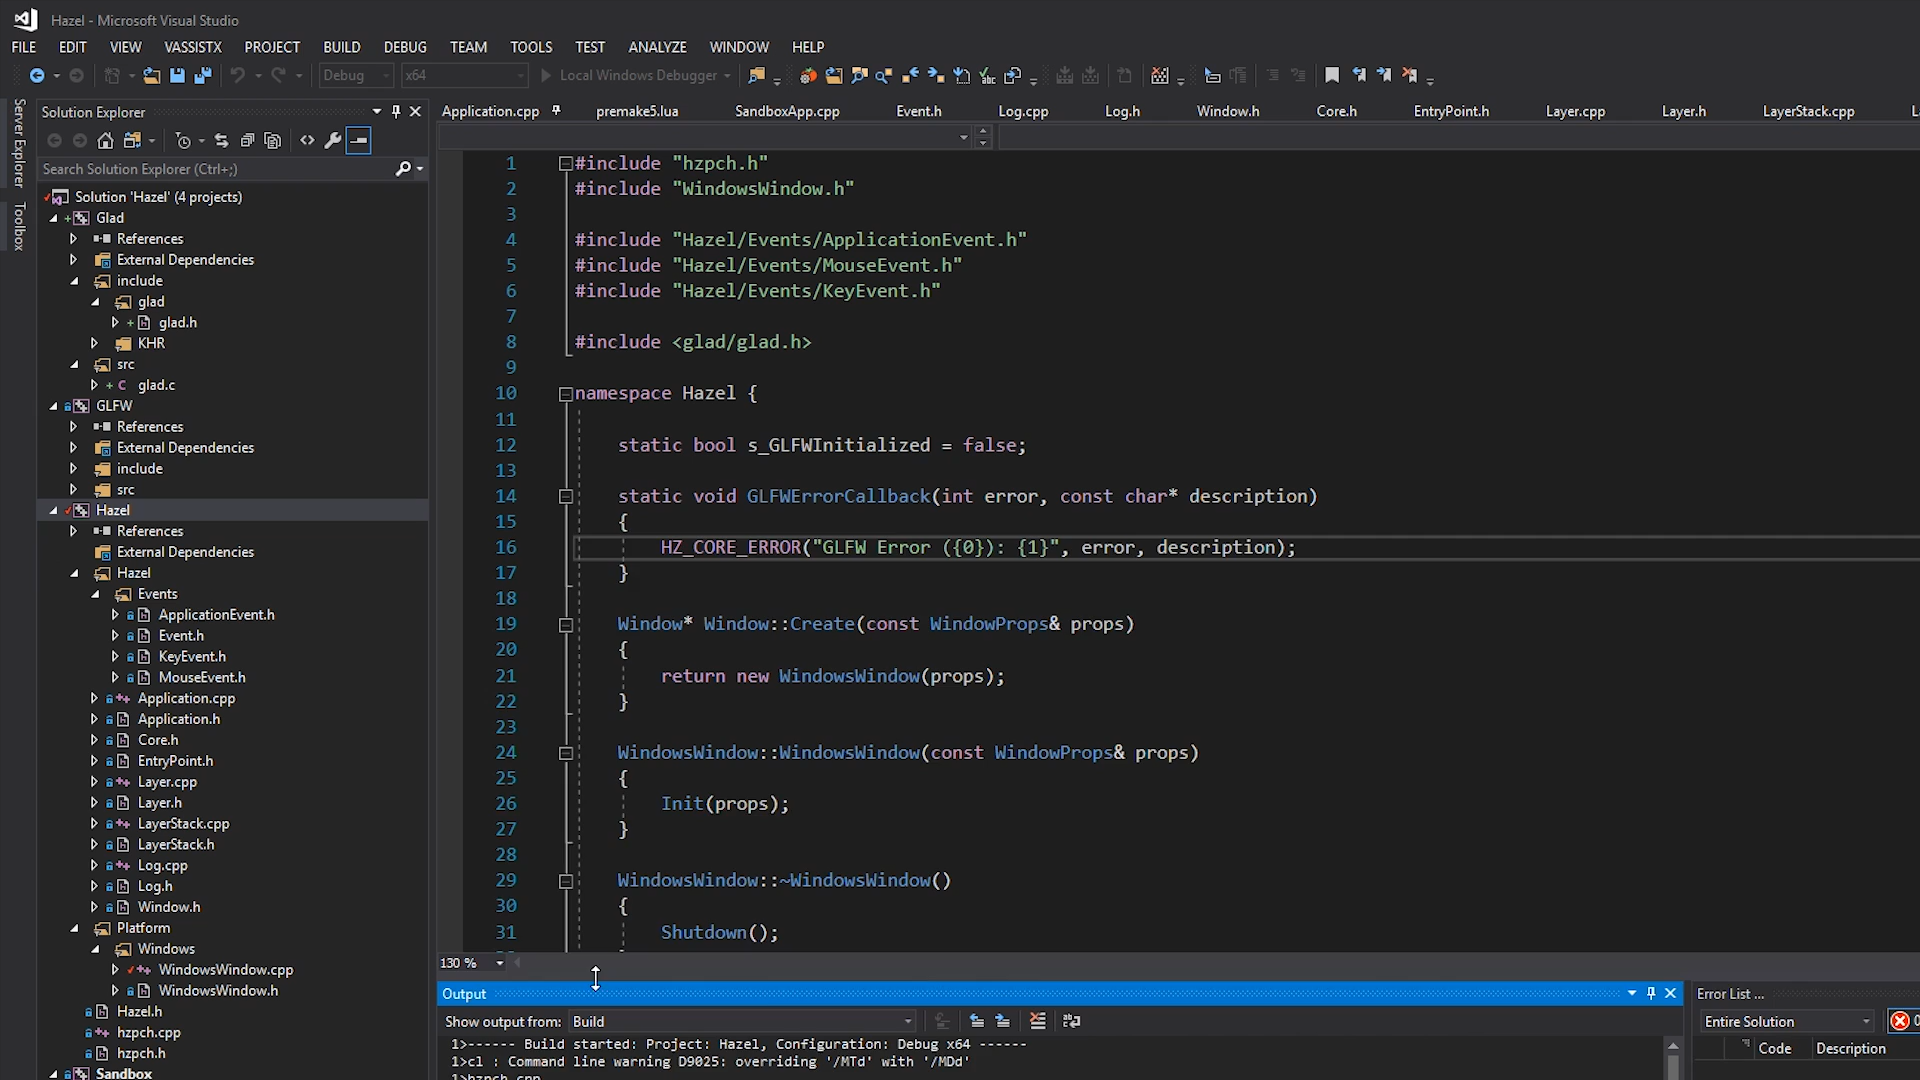 Hazel - Microsoft Visual Studio
FILE EDIT VIEW VASSISTX PROJECT BUILD DEBUG TEAM TOOLS TEST ANALYZE WINDOW HELP
Debug x64 Local Windows Debugger
Server Explorer
Toolbox
Solution Explorer
Search Solution Explorer (Ctrl+;)
Solution 'Hazel' (4 projects)
Glad
References
External Dependencies
include
glad
glad.h
KHR
src
glad.c
GLFW
References
External Dependencies
include
src
Hazel
References
External Dependencies
Hazel
Events
ApplicationEvent.h
Event.h
KeyEvent.h
MouseEvent.h
Application.cpp
Application.h
Core.h
EntryPoint.h
Layer.cpp
Layer.h
LayerStack.cpp
LayerStack.h
Log.cpp
Log.h
Window.h
Platform
Windows
WindowsWindow.cpp
WindowsWindow.h
Hazel.h
hzpch.cpp
hzpch.h
Sandbox
Application.cpp premake5.lua SandboxApp.cpp Event.h Log.cpp Log.h Window.h Core.h EntryPoint.h Layer.cpp Layer.h LayerStack.cpp
1 #include "hzpch.h"
2 #include "WindowsWindow.h"
3
4 #include "Hazel/Events/ApplicationEvent.h"
5 #include "Hazel/Events/MouseEvent.h"
6 #include "Hazel/Events/KeyEvent.h"
7
8 #include <glad/glad.h>
9
10 namespace Hazel {
11
12 static bool s_GLFWInitialized = false;
13
14 static void GLFWErrorCallback(int error, const char* description)
15 {
16 HZ_CORE_ERROR("GLFW Error ({0}): {1}", error, description);
17 }
18
19 Window* Window::Create(const WindowProps& props)
20 {
21 return new WindowsWindow(props);
22 }
23
24 WindowsWindow::WindowsWindow(const WindowProps& props)
25 {
26 Init(props);
27 }
28
29 WindowsWindow::~WindowsWindow()
30 {
31 Shutdown();
130 %
Output
Show output from: Build
1>------ Build started: Project: Hazel, Configuration: Debug x64 ------
1>cl : Command line warning D9025: overriding '/MTd' with '/MDd'
1>hzpch.cpp
Error List ...
Entire Solution
0
Code Description